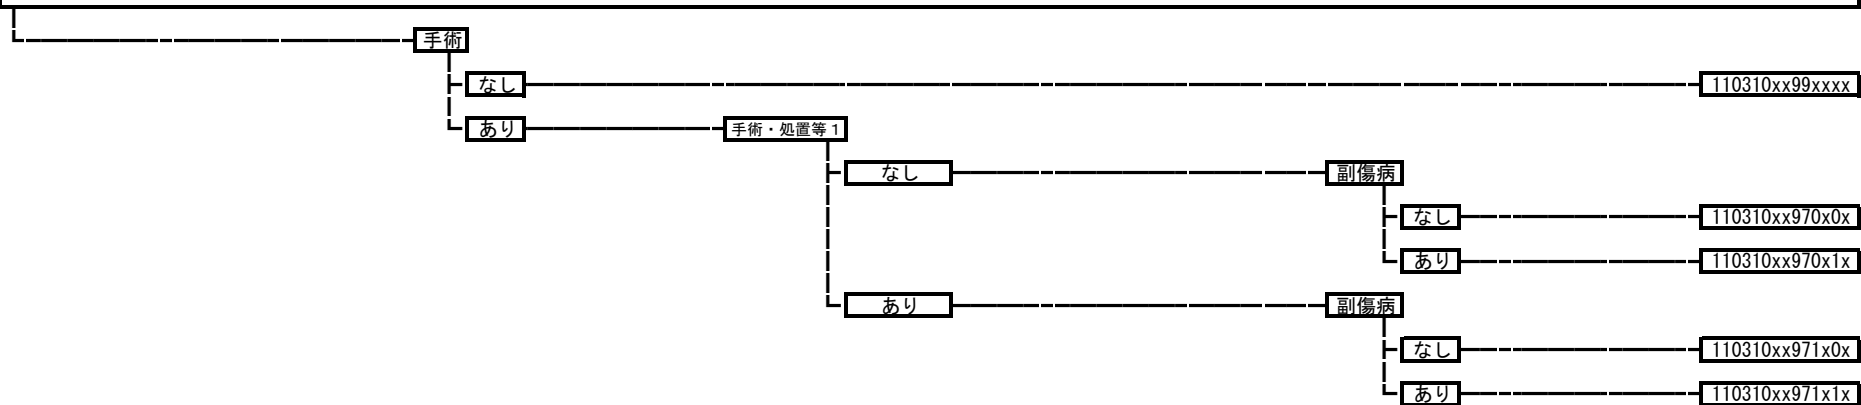 手術
なし 110310xx99xxxx
あり 手術・処置等1
なし 副傷病
なし 110310xx970x0x
あり 110310xx970x1x
あり 副傷病
なし 110310xx971x0x
あり 110310xx971x1x